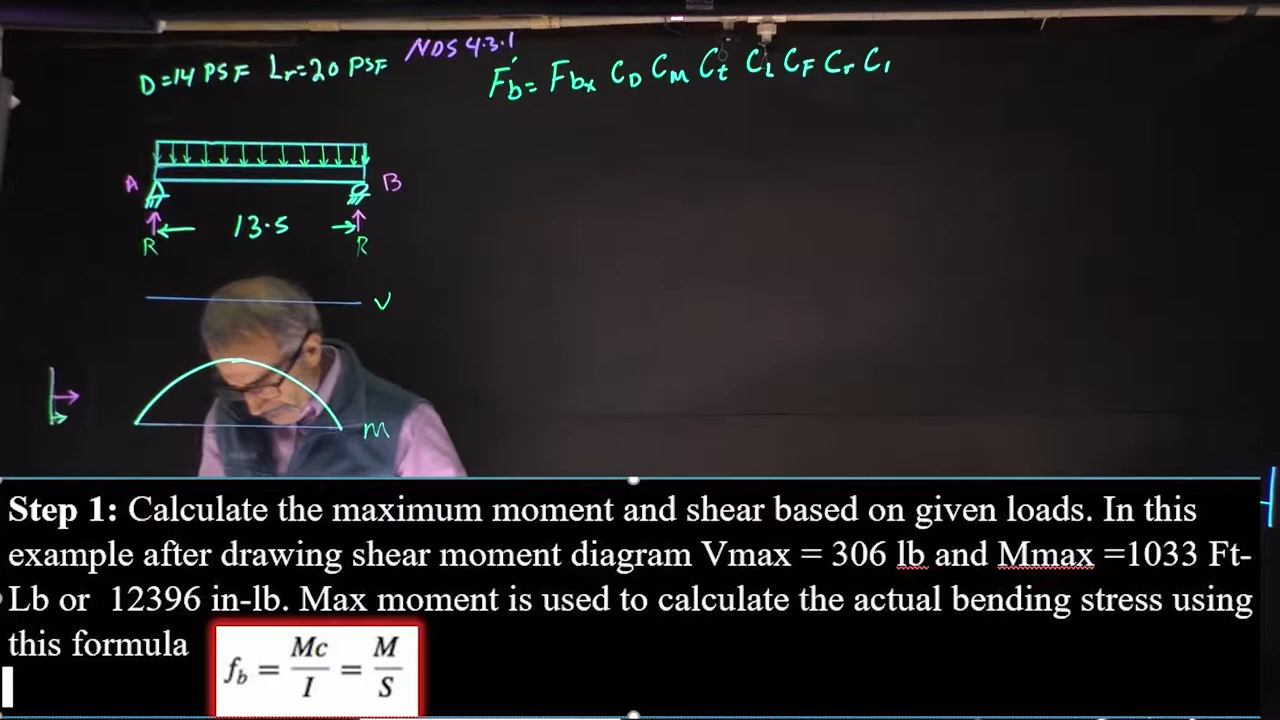 D=14 PSF Lr=20 PSF
NDS 4.3.1
F'b= Fbx CD CM Ct CL CF Cr Ci
A
B
13.5
R
R
V
M
Step 1: Calculate the maximum moment and shear based on given loads. In this
example after drawing shear moment diagram Vmax = 306 lb and Mmax =1033 Ft-
Lb or 12396 in-lb. Max moment is used to calculate the actual bending stress using
this formula
fb = Mc/I = M/S